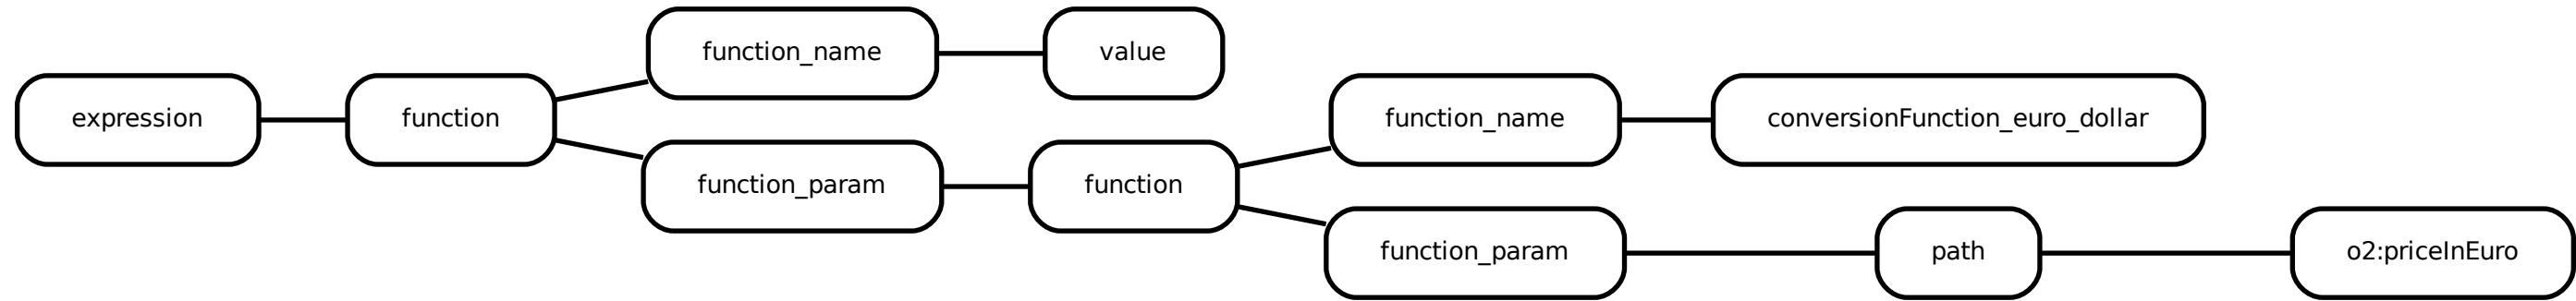 expression
function
function_name
value
function_param
function
function_name
conversionFunction_euro_dollar
function_param
path
o2:priceInEuro